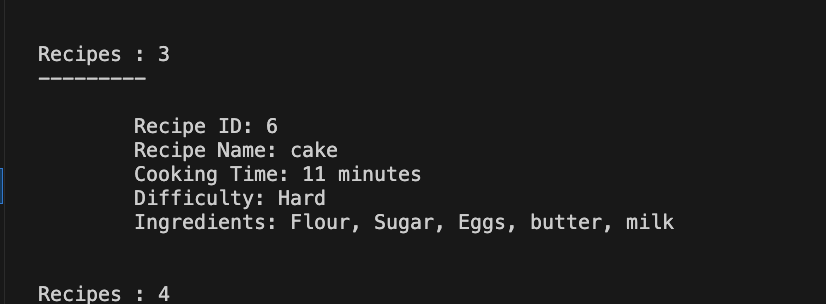 Recipes : 3
---------
Recipe ID: 6
Recipe Name: cake
Cooking Time: 11 minutes
Difficulty: Hard
Ingredients: Flour, Sugar, Eggs, butter, milk
Recipes : 4